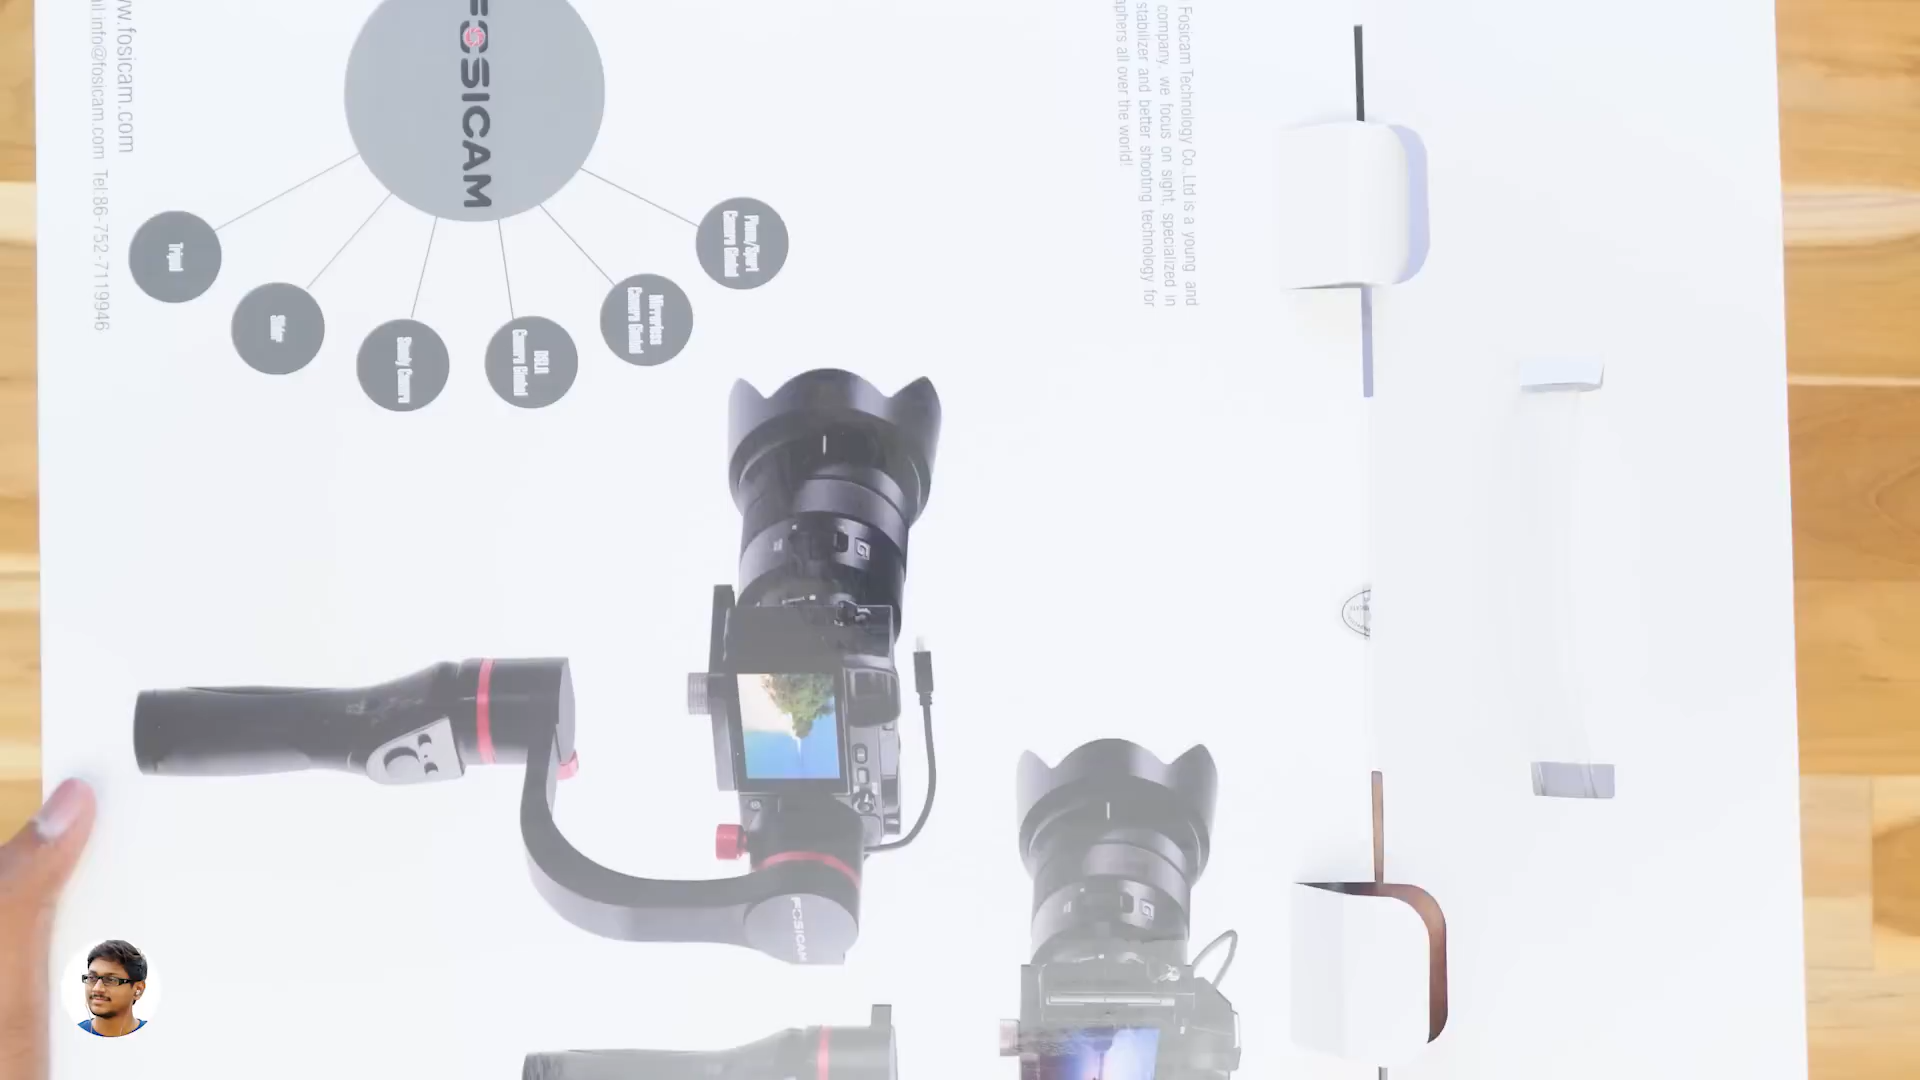 FOSICAM
Tripod
Slider
Steady Camera
DSLR
Camera Gimbal
Mirrorless
Camera Gimbal
Phone/Sport
Camera Gimbal
ww.fosicam.com
il:info@fosicam.com Tel:86-752-7119946
Fosicam Technology Co.,Ltd is a young and
company, we focus on sight, specialized in
stabilizer and better shooting technology for
aphers all over the world!
G
FOSICAM
G